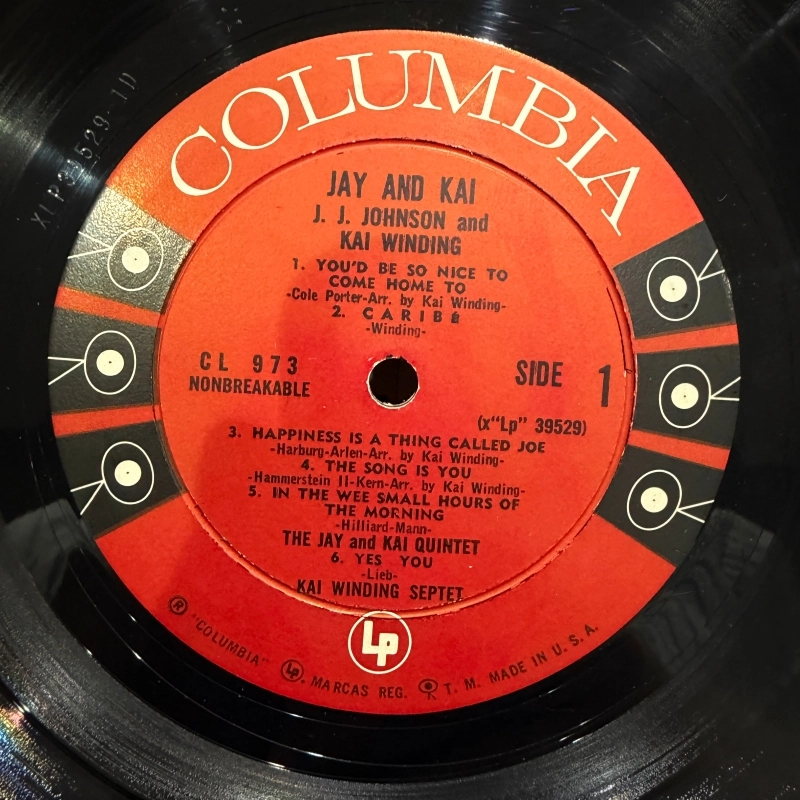 COLUMBIA
JAY AND KAI
J. J. JOHNSON and
KAI WINDING
1. YOU'D BE SO NICE TO
COME HOME TO
-Cole Porter-Arr. by Kai Winding-
2. CARIBÉ
-Winding-
CL 973
NONBREAKABLE
SIDE 1
(x"Lp" 39529)
3. HAPPINESS IS A THING CALLED JOE
-Harburg-Arlen-Arr. by Kai Winding-
4. THE SONG IS YOU
-Hammerstein II-Kern-Arr. by Kai Winding-
5. IN THE WEE SMALL HOURS OF
THE MORNING
-Hilliard-Mann-
THE JAY and KAI QUINTET
6. YES YOU
-Lieb-
KAI WINDING SEPTET
Lp
® "COLUMBIA" Lp, MARCAS REG. T. M. MADE IN U. S. A.
XLP39529-1D